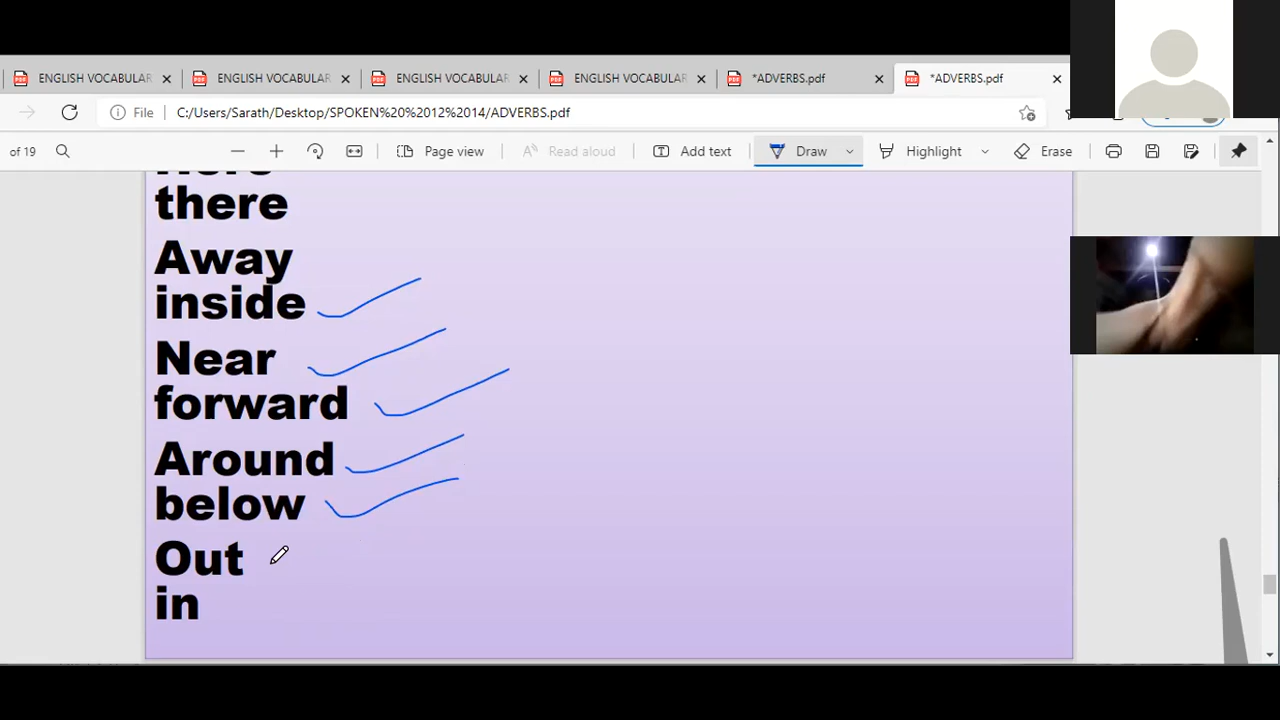 ENGLISH VOCABULAR
ENGLISH VOCABULAR
ENGLISH VOCABULAR
ENGLISH VOCABULAR
*ADVERBS.pdf
*ADVERBS.pdf
File
C:/Users/Sarath/Desktop/SPOKEN%20%2012%2014/ADVERBS.pdf
of 19
Page view
Read aloud
Add text
Draw
Highlight
Erase
there
Away
inside
Near
forward
Around
below
Out
in